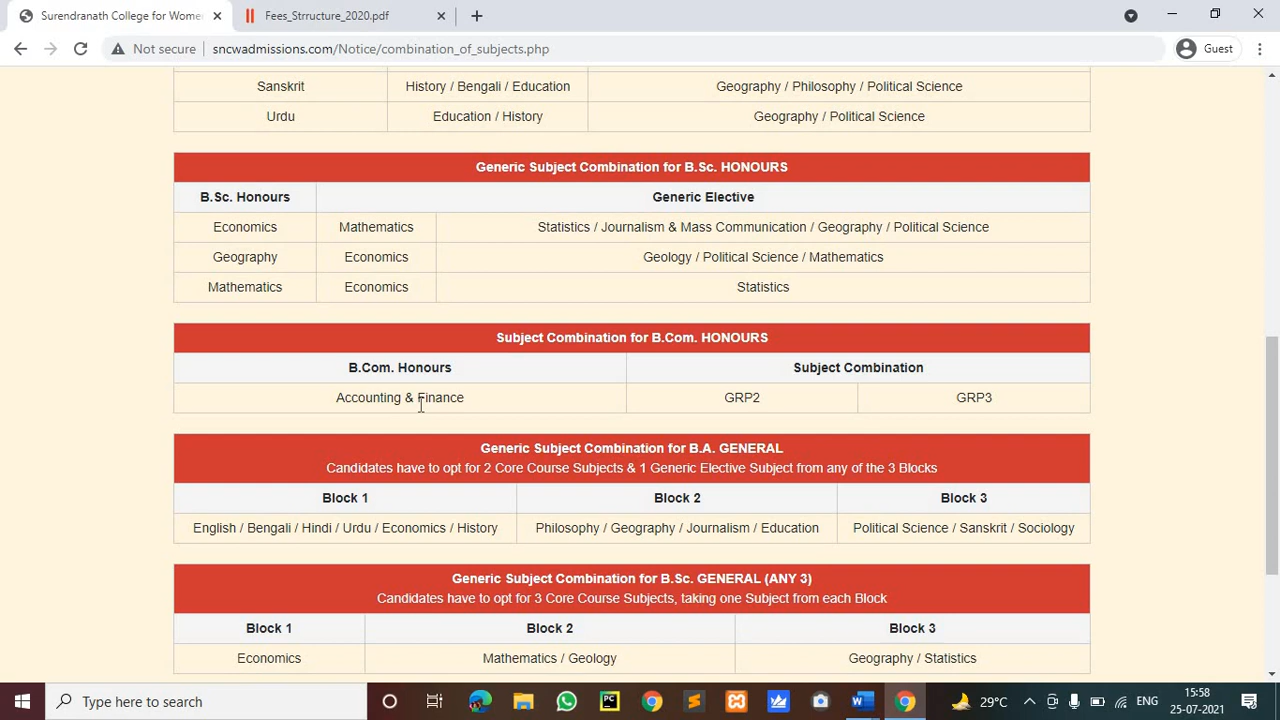 Surendranath College for Wome
Fees_Strructure_2020.pdf
Not secure
sncwadmissions.com/Notice/combination_of_subjects.php
Guest
Sanskrit History / Bengali / Education Geography / Philosophy / Political Science
Urdu Education / History Geography / Political Science
Generic Subject Combination for B.Sc. HONOURS
B.Sc. Honours Generic Elective
Economics Mathematics Statistics / Journalism & Mass Communication / Geography / Political Science
Geography Economics Geology / Political Science / Mathematics
Mathematics Economics Statistics
Subject Combination for B.Com. HONOURS
B.Com. Honours Subject Combination
Accounting & Finance GRP2 GRP3
Generic Subject Combination for B.A. GENERAL
Candidates have to opt for 2 Core Course Subjects & 1 Generic Elective Subject from any of the 3 Blocks
Block 1 Block 2 Block 3
English / Bengali / Hindi / Urdu / Economics / History Philosophy / Geography / Journalism / Education Political Science / Sanskrit / Sociology
Generic Subject Combination for B.Sc. GENERAL (ANY 3)
Candidates have to opt for 3 Core Course Subjects, taking one Subject from each Block
Block 1 Block 2 Block 3
Economics Mathematics / Geology Geography / Statistics
Type here to search
PC
W
29°C
ENG
15:58
25-07-2021